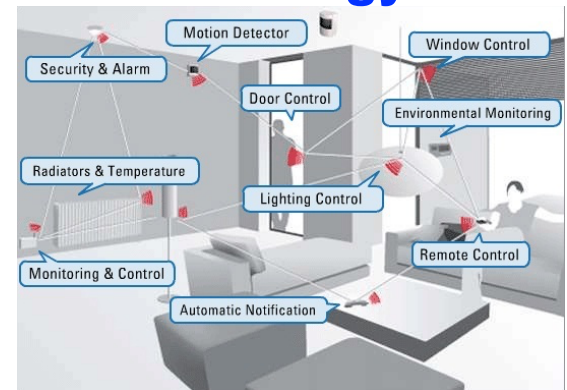 Motion Detector
Window Control
Security & Alarm
Door Control
Environmental Monitoring
Radiators & Temperature
Lighting Control
Remote Control
Monitoring & Control
Automatic Notification